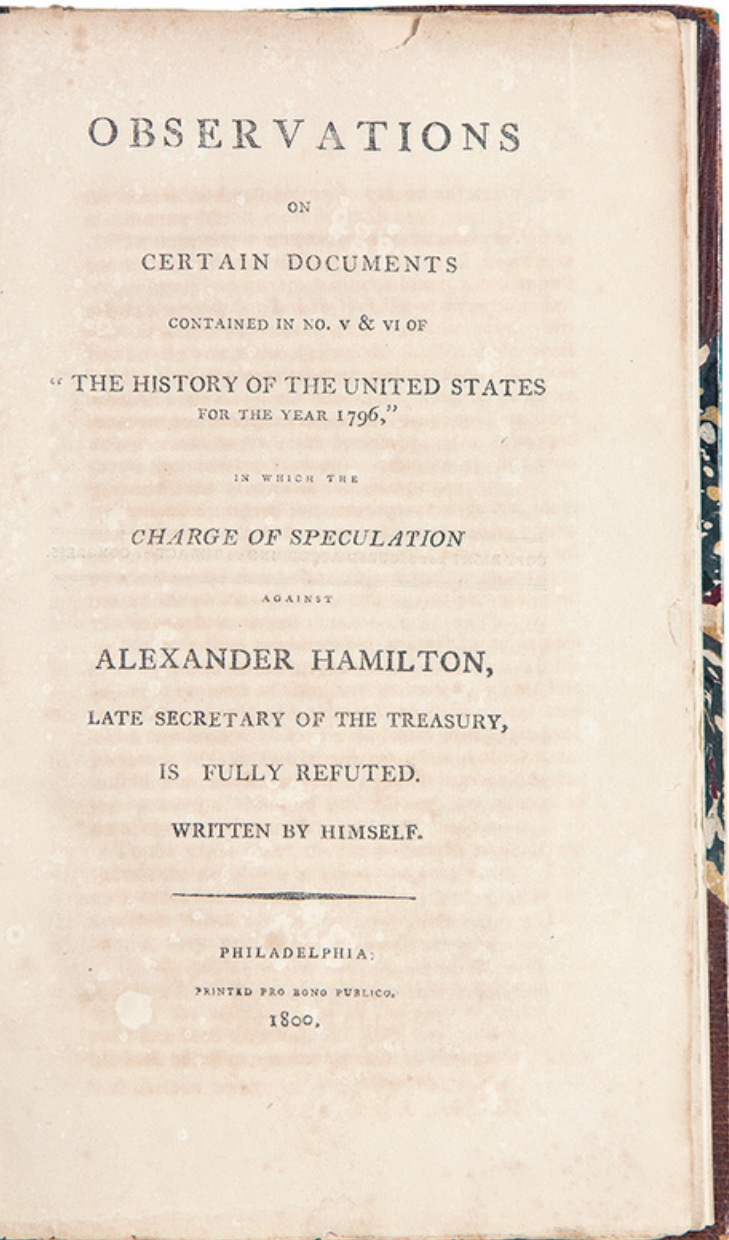 OBSERVATIONS
ON
CERTAIN DOCUMENTS
CONTAINED IN NO. V & VI OF
“ THE HISTORY OF THE UNITED STATES
FOR THE YEAR 1796,”
IN WHICH THE
CHARGE OF SPECULATION
AGAINST
ALEXANDER HAMILTON,
LATE SECRETARY OF THE TREASURY,
IS FULLY REFUTED.
WRITTEN BY HIMSELF.
PHILADELPHIA:
PRINTED PRO BONO PUBLICO.
1800.